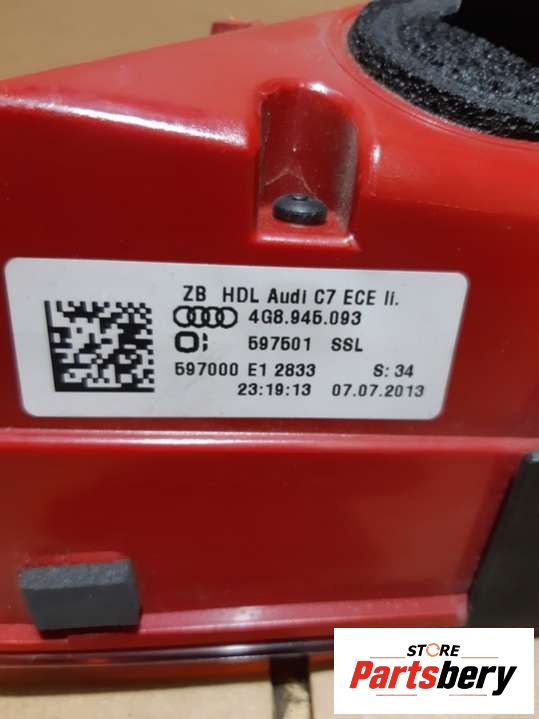 ZB HDL Audi C7 ECE li.
4G8.945.093
597501 SSL
597000 E1 2833 S: 34
23:19:13 07.07.2013
STORE
Partsbery